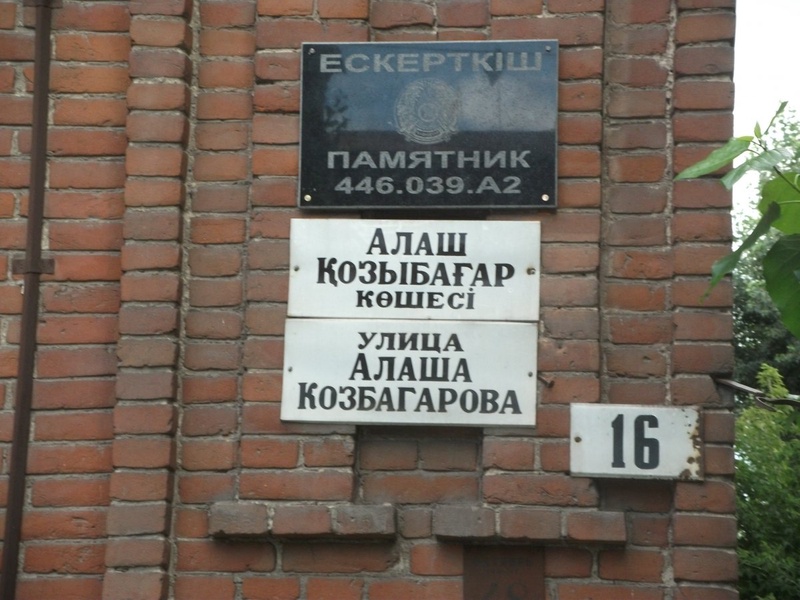 ЕСКЕРТКІШ
ПАМЯТНИК
446.039.А2
АЛАШ
ҚОЗЫБАҒАР
КӨШЕСІ
УЛИЦА
АЛАША
КОЗБАГАРОВА
16